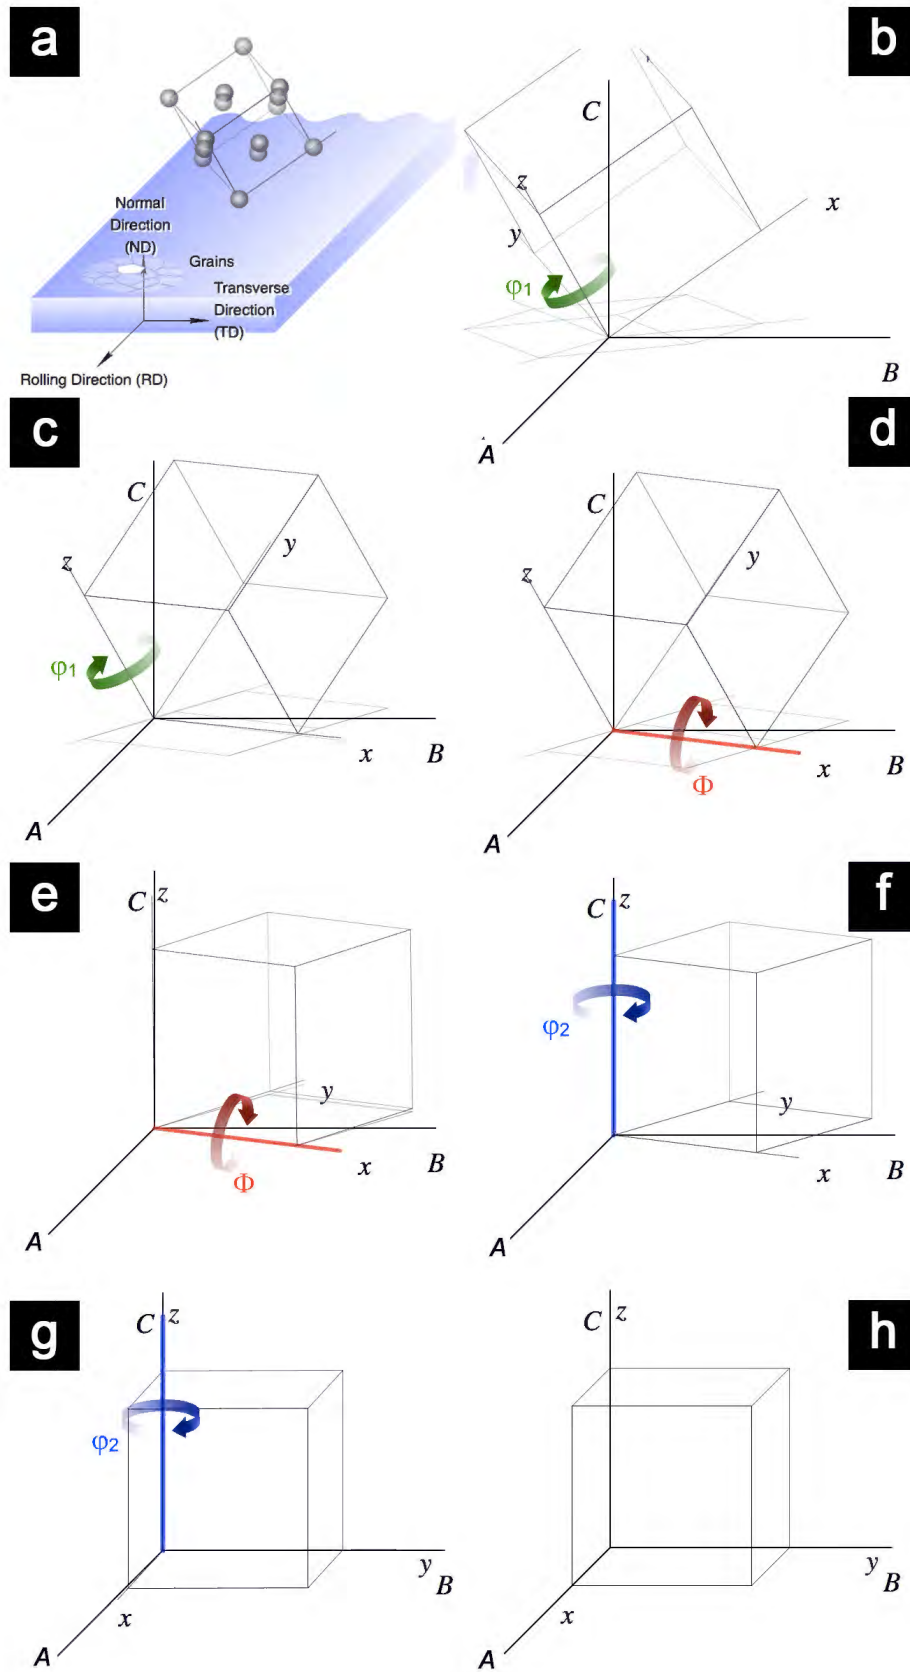 a
Normal
Direction
(ND)
Grains
Transverse
Direction
(TD)
Rolling Direction (RD)
b
C
z
y
x
φ1
B
A
c
C
y
z
φ1
x
B
A
d
C
y
z
x
B
Φ
A
e
C z
y
x
B
Φ
A
f
C z
φ2
y
x
B
A
g
C z
φ2
y
B
x
A
h
C z
y
B
x
A